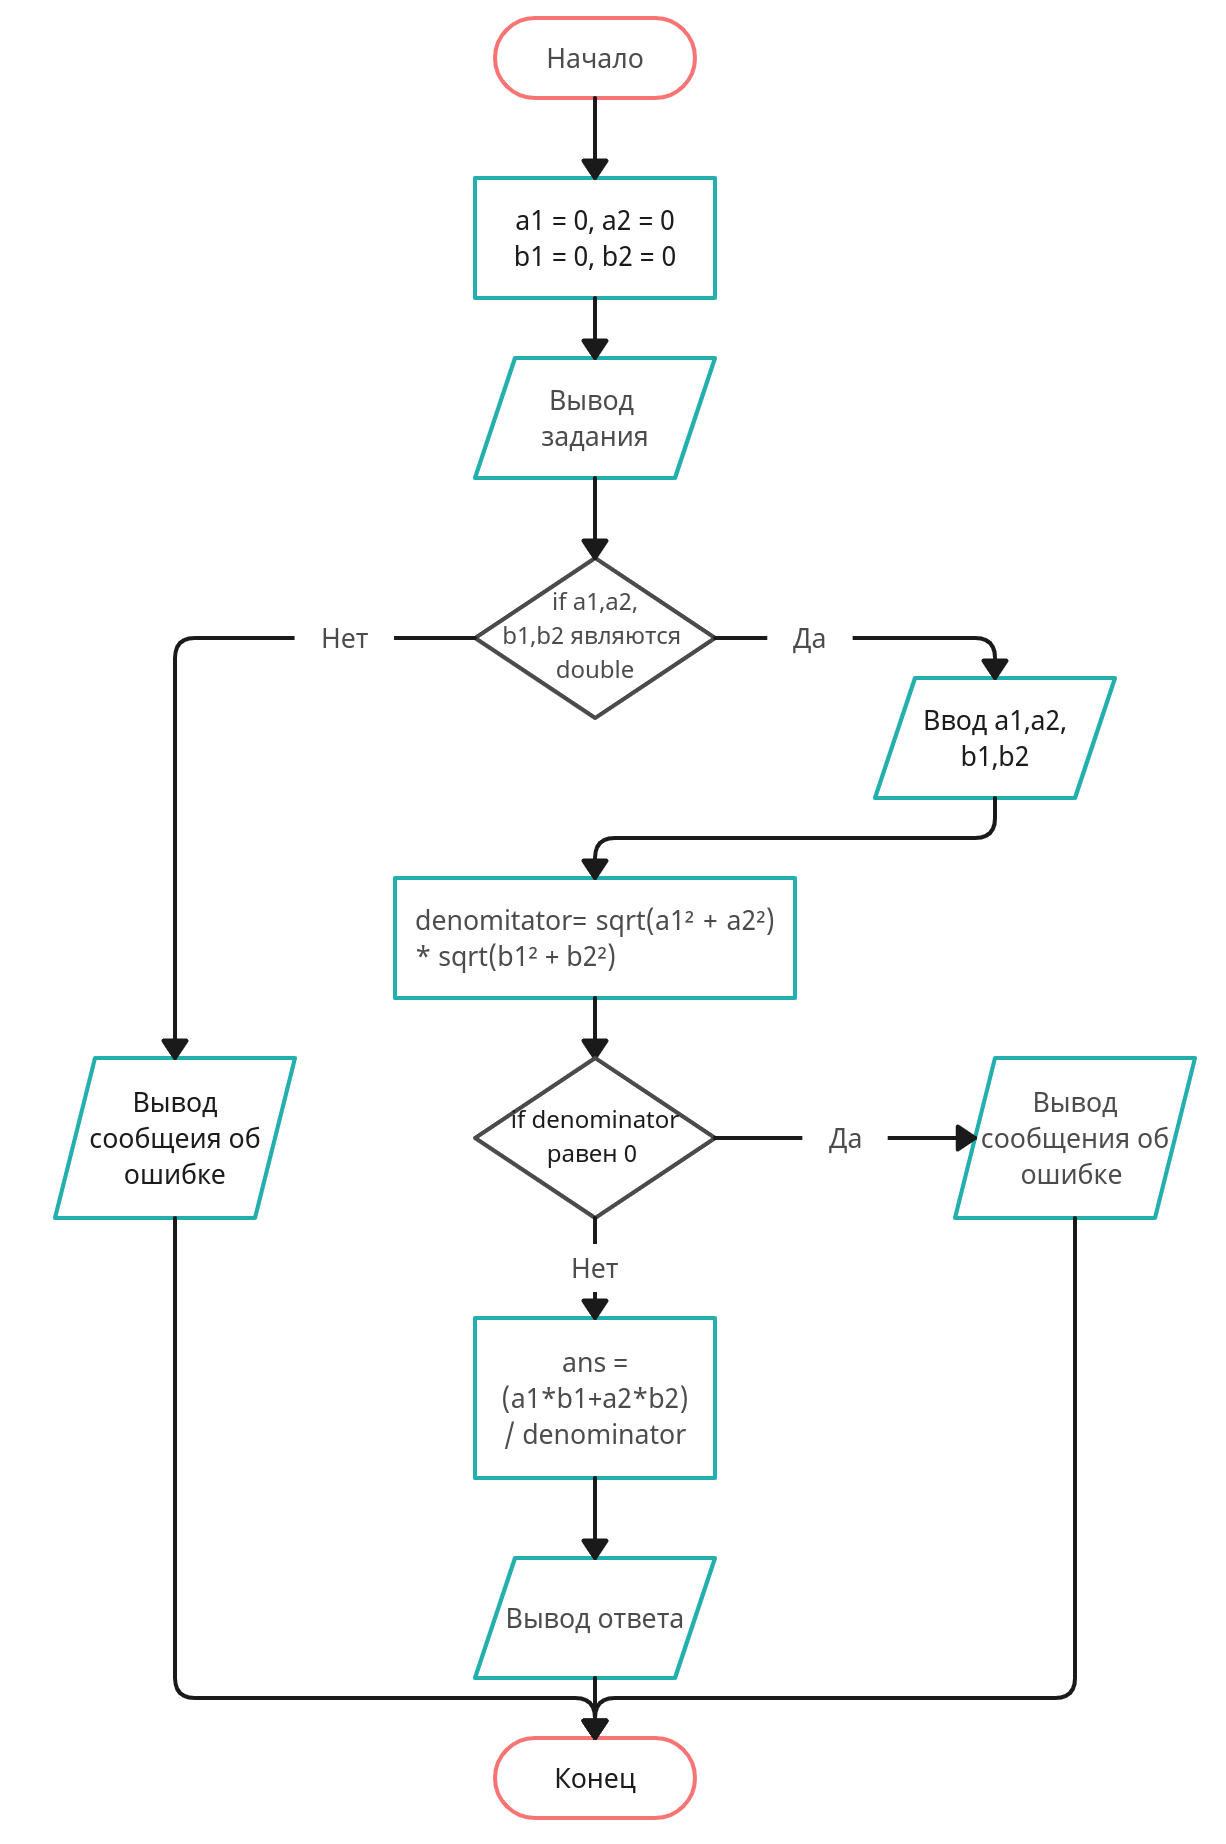 Начало
a1 = 0, a2 = 0
b1 = 0, b2 = 0
Вывод
задания
if a1,a2,
b1,b2 являются
double
Нет
Да
Ввод a1,a2,
b1,b2
denomitator= sqrt(a1² + a2²)
* sqrt(b1² + b2²)
Вывод
сообщеия об
ошибке
if denominator
равен 0
Да
Вывод
сообщения об
ошибке
Нет
ans =
(a1*b1+a2*b2)
/ denominator
Вывод ответа
Конец